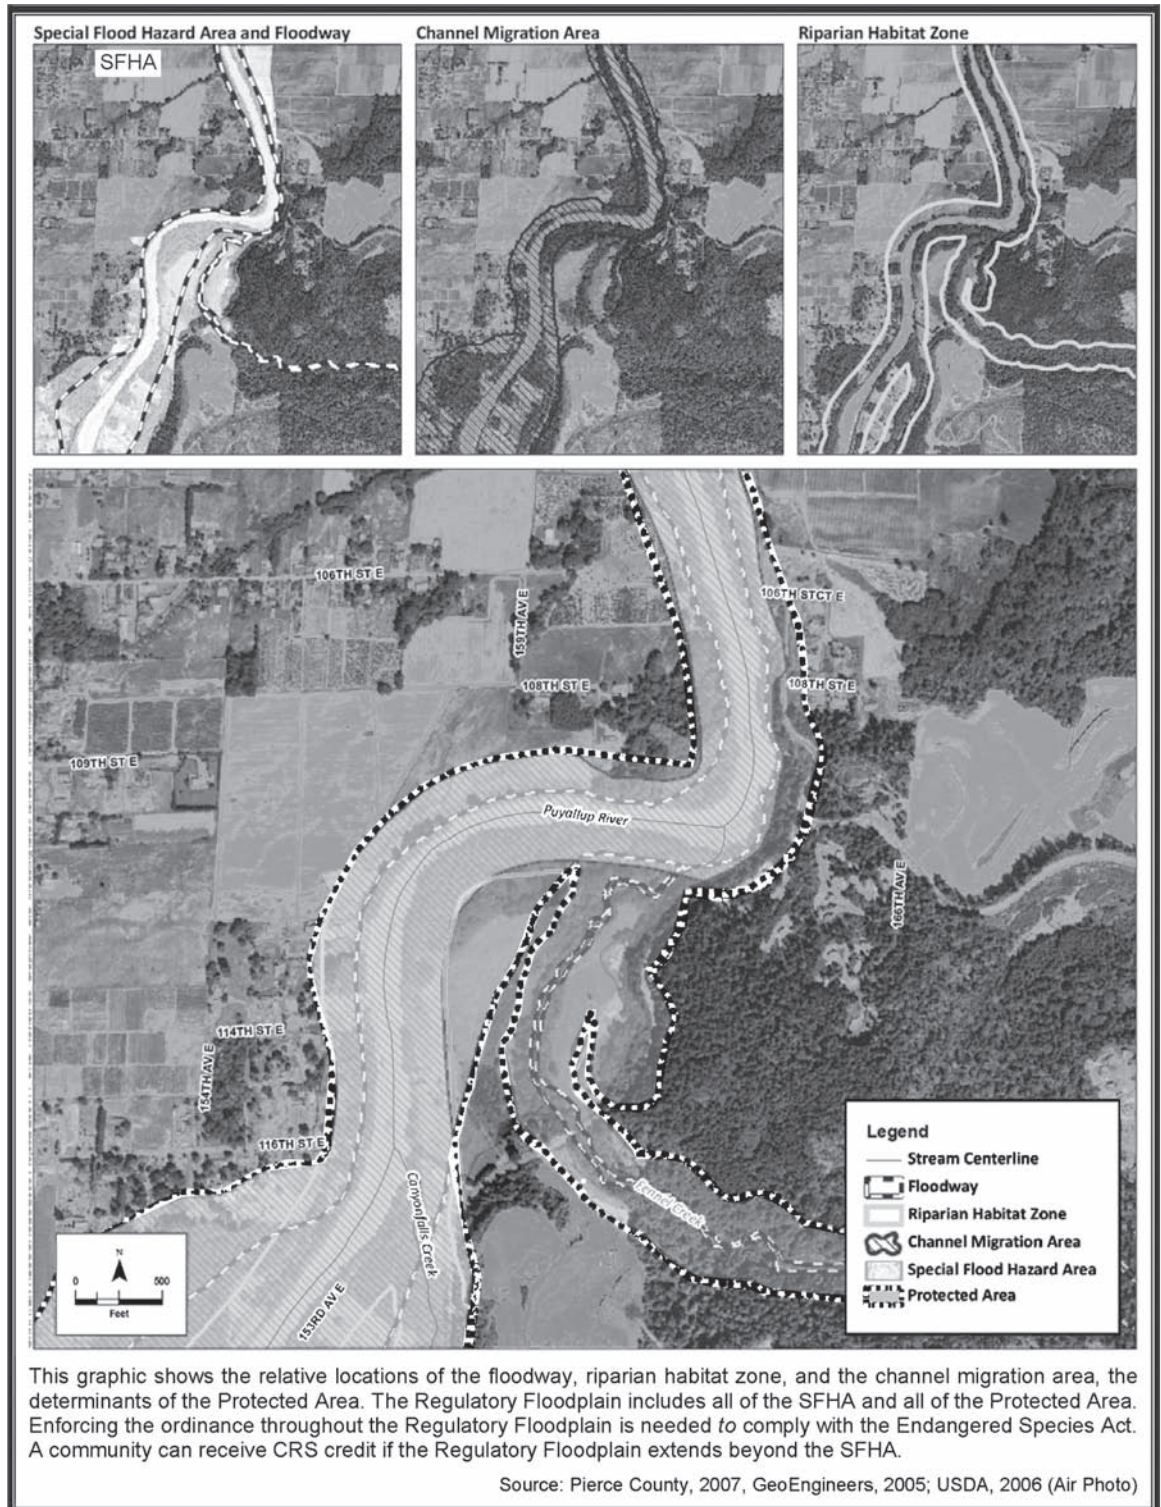 Special Flood Hazard Area and Floodway
Channel Migration Area
Riparian Habitat Zone
SFHA
106TH ST E
159TH AV E
106TH STCT E
108TH ST E
108TH ST E
109TH ST E
Puyallup River
166TH AV E
114TH ST E
154TH AV E
116TH ST E
Canyonfalls Creek
Fennel Creek
153RD AV E
N
0 500
Feet
Legend
Stream Centerline
Floodway
Riparian Habitat Zone
Channel Migration Area
Special Flood Hazard Area
Protected Area
This graphic shows the relative locations of the floodway, riparian habitat zone, and the channel migration area, the
determinants of the Protected Area. The Regulatory Floodplain includes all of the SFHA and all of the Protected Area.
Enforcing the ordinance throughout the Regulatory Floodplain is needed to comply with the Endangered Species Act.
A community can receive CRS credit if the Regulatory Floodplain extends beyond the SFHA.
Source: Pierce County, 2007, GeoEngineers, 2005; USDA, 2006 (Air Photo)